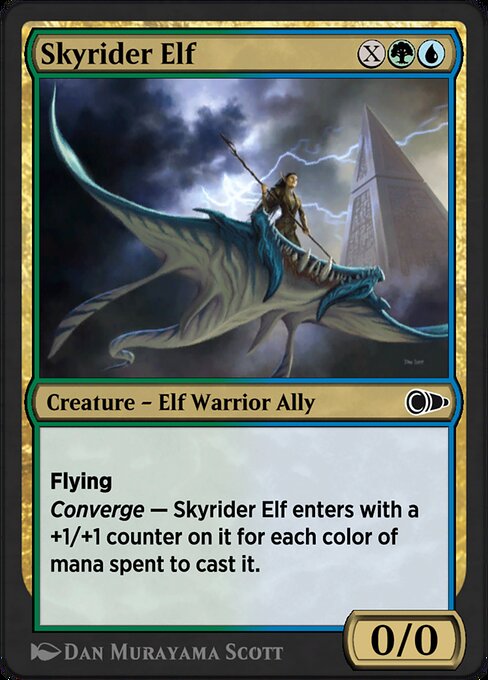 Skyrider Elf X
Creature – Elf Warrior Ally
Flying
Converge — Skyrider Elf enters with a
+1/+1 counter on it for each color of
mana spent to cast it.
0/0
Dan Murayama Scott